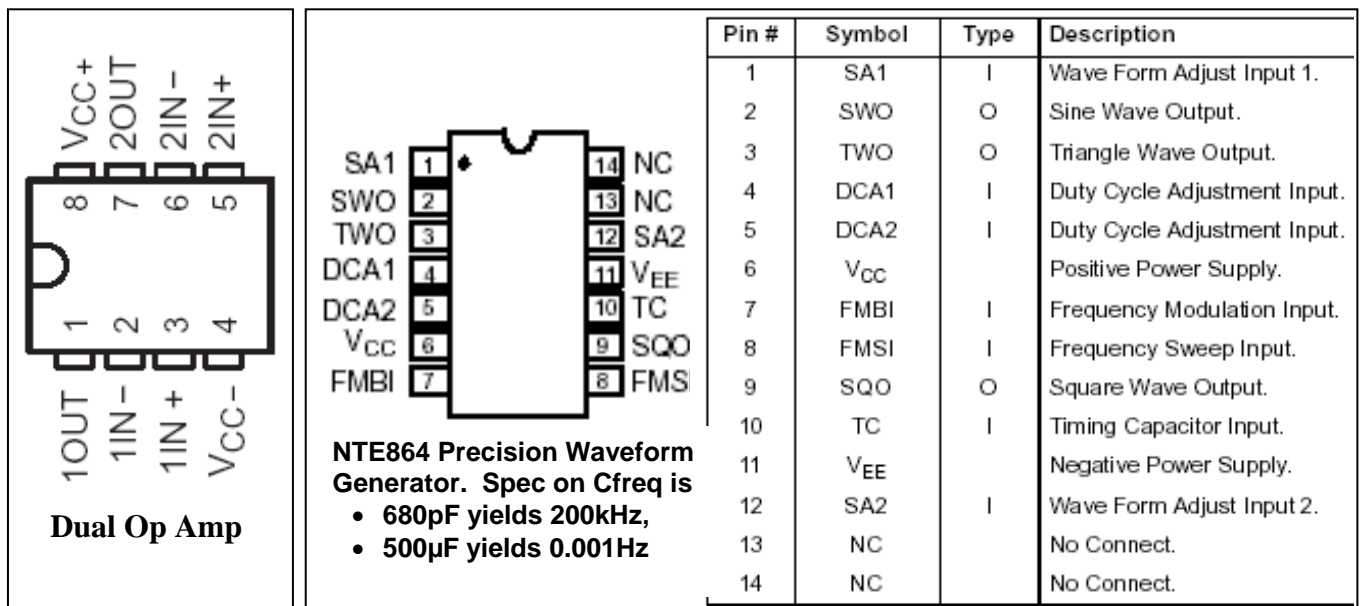 VCC+
2OUT
2IN−
2IN+
8 7 6 5
1 2 3 4
1OUT
1IN−
1IN +
VCC−
Dual Op Amp
SA1 1 14 NC
SWO 2 13 NC
TWO 3 12 SA2
DCA1 4 11 VEE
DCA2 5 10 TC
VCC 6 9 SQO
FMBI 7 8 FMS
NTE864 Precision Waveform
Generator. Spec on Cfreq is
• 680pF yields 200kHz,
• 500µF yields 0.001Hz
Pin # Symbol Type Description
1 SA1 I Wave Form Adjust Input 1.
2 SWO O Sine Wave Output.
3 TWO O Triangle Wave Output.
4 DCA1 I Duty Cycle Adjustment Input.
5 DCA2 I Duty Cycle Adjustment Input.
6 VCC Positive Power Supply.
7 FMBI I Frequency Modulation Input.
8 FMSI I Frequency Sweep Input.
9 SQO O Square Wave Output.
10 TC I Timing Capacitor Input.
11 VEE Negative Power Supply.
12 SA2 I Wave Form Adjust Input 2.
13 NC No Connect.
14 NC No Connect.